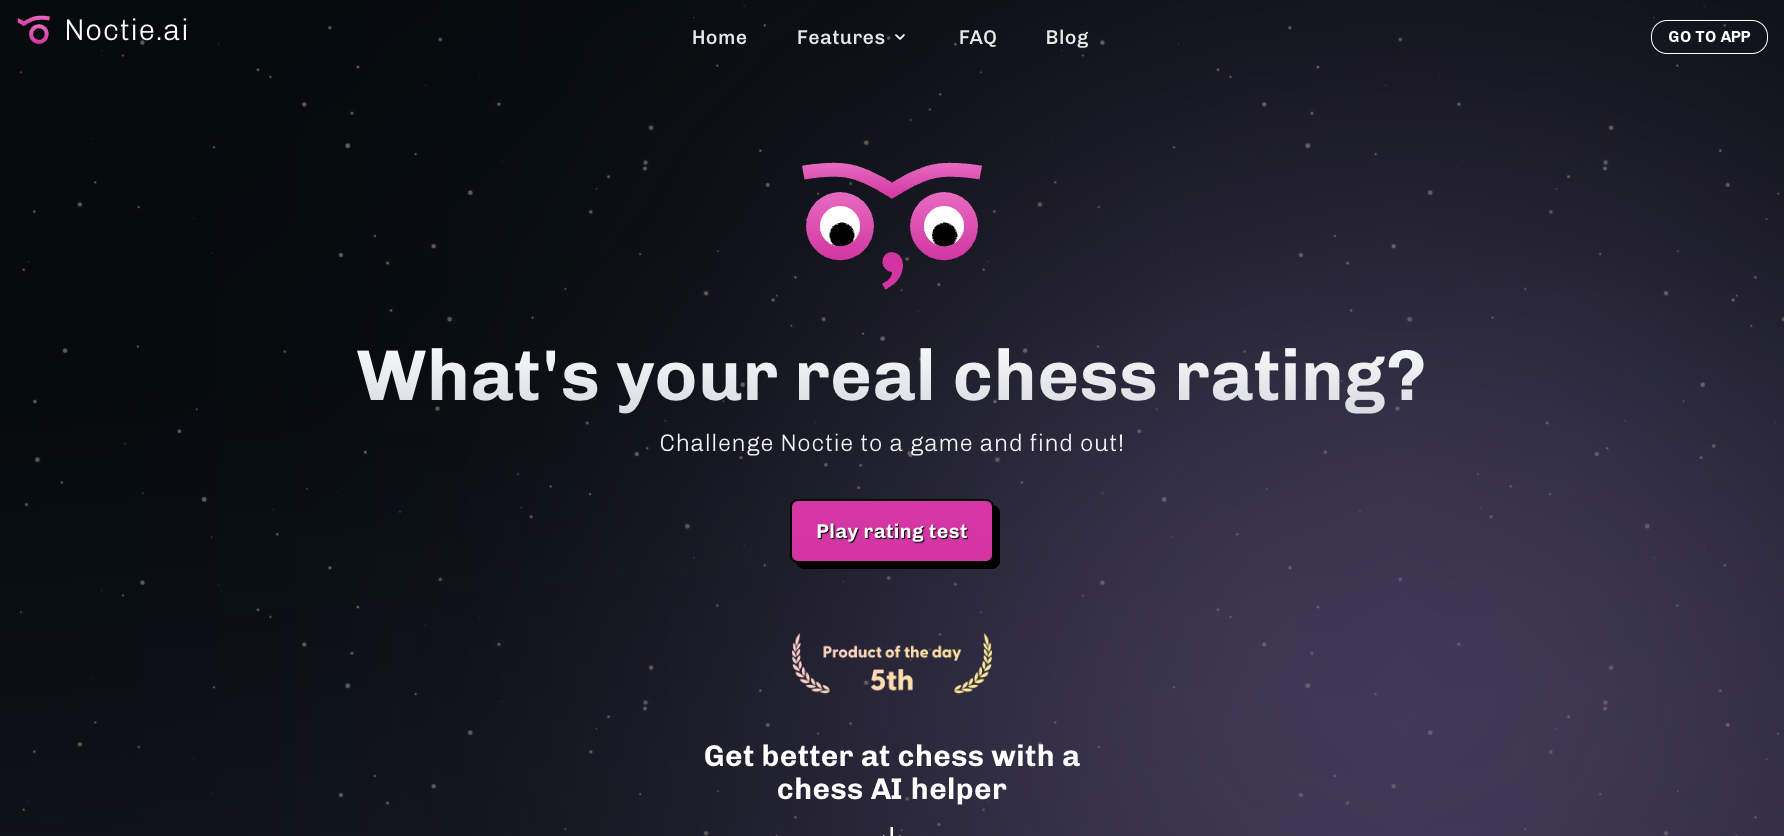 Noctie.ai
Home
Features
FAQ
Blog
GO TO APP
What's your real chess rating?
Challenge Noctie to a game and find out!
Play rating test
Product of the day
5th
Get better at chess with a
chess AI helper